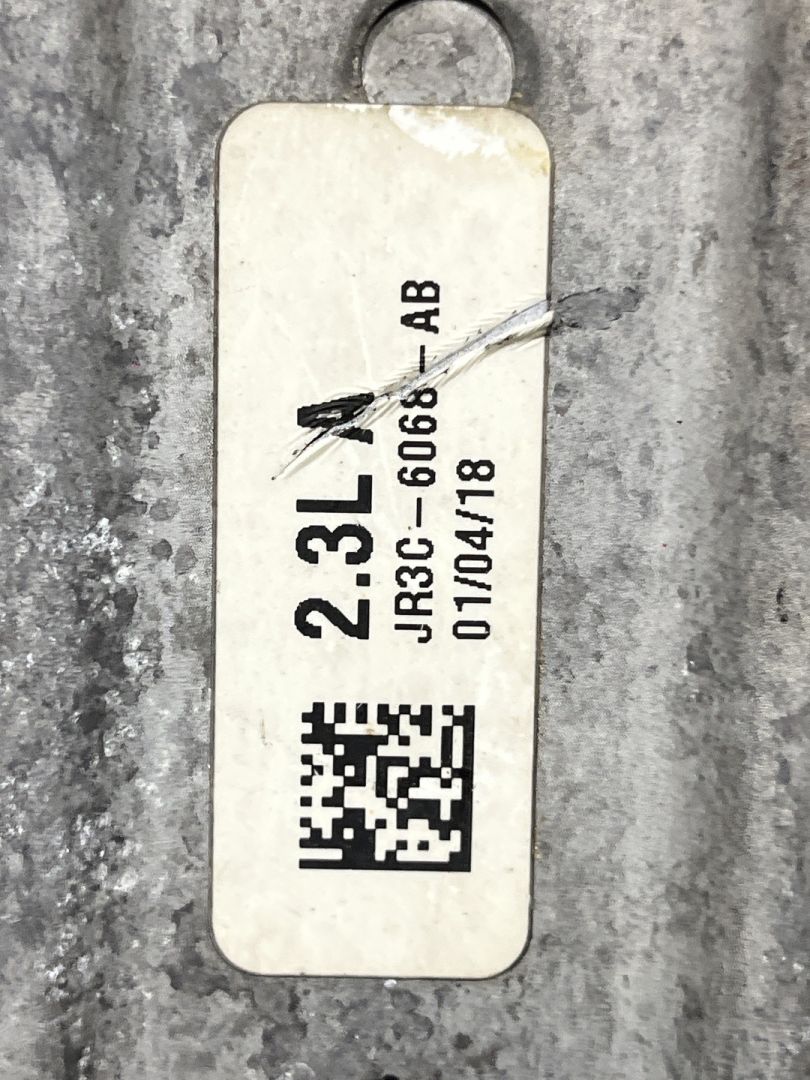 2.3L A
JR3C-6068-AB
01/04/18